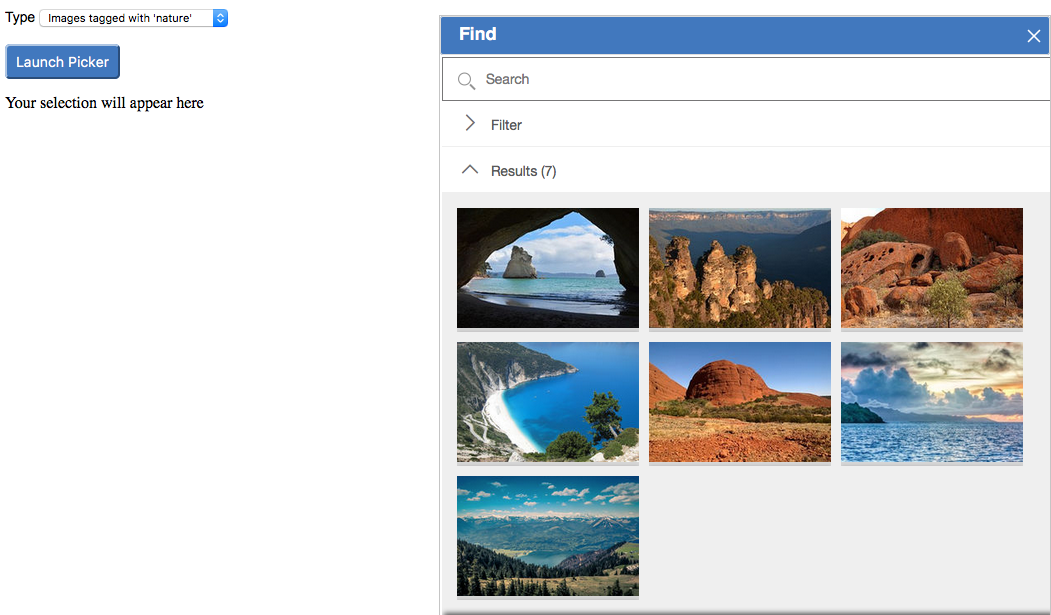 Type Images tagged with 'nature'
Launch Picker
Your selection will appear here
Find
Search
Filter
Results (7)